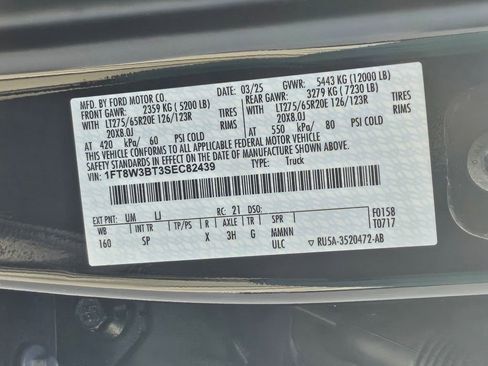 MFD. BY FORD MOTOR CO.
03/25 GVWR: 5443 KG (12000 LB)
FRONT GAWR: 2359 KG (5200 LB) REAR GAWR: 3279 KG (7230 LB)
WITH LT275/65R20E 126/123R TIRES WITH LT275/65R20E 126/123R TIRES
20X8.0J RIMS 20X8.0J RIMS
AT 420 kPa/ 60 PSI COLD AT 550 kPa/ 80 PSI COLD
THIS VEHICLE CONFORMS TO ALL APPLICABLE FEDERAL MOTOR VEHICLE
SAFETY STANDARDS IN EFFECT ON THE DATE OF MANUFACTURE SHOWN ABOVE.
VIN: 1FT8W3BT3SEC82439 TYPE: Truck
EXT PNT: UM UJ RC: 21 DSO: F0158
WB INT TR TP/PS R AXLE TR SPR T0717
160 SP X 3H G MMNN
ULC ▼ RU5A-3520472-AB